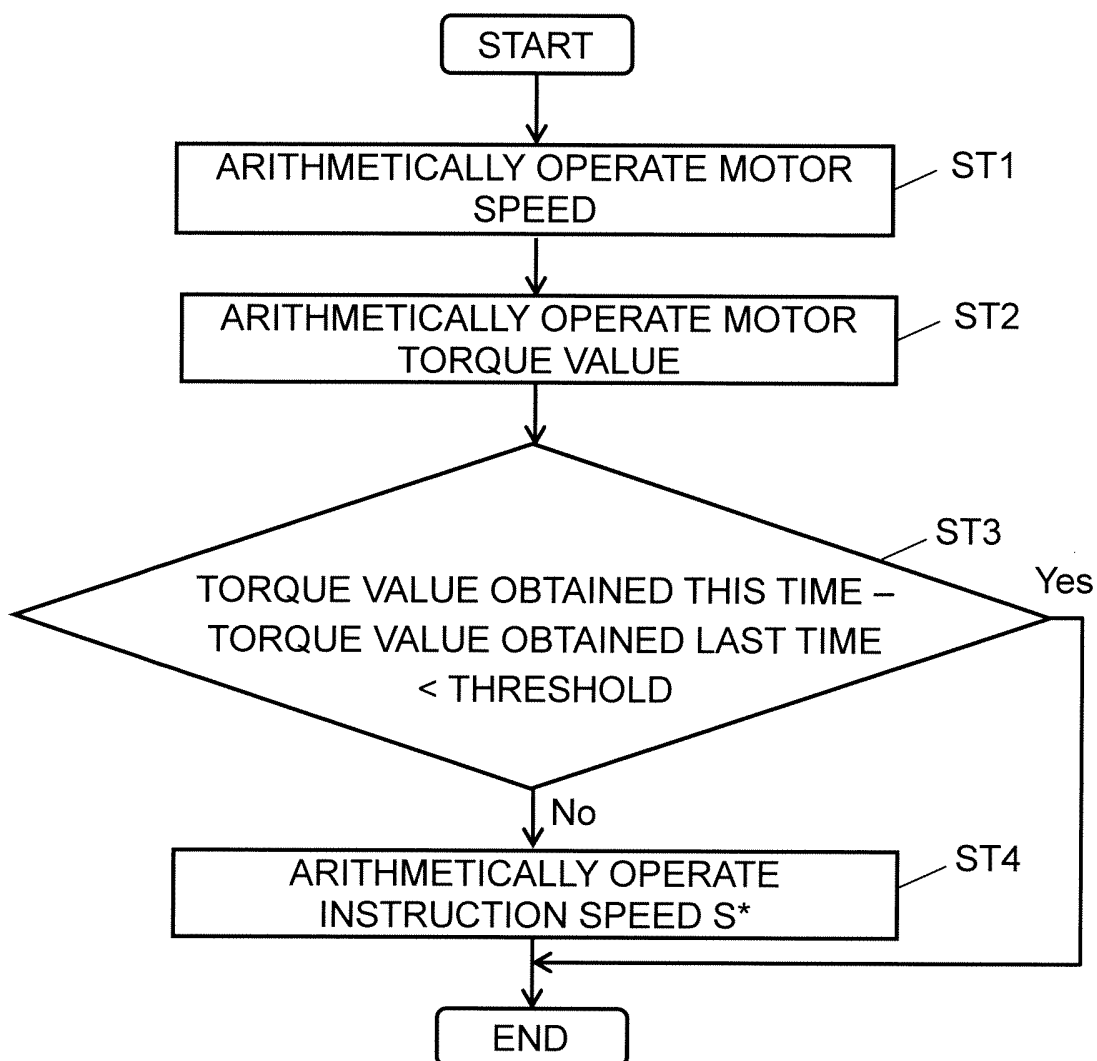 START
ARITHMETICALLY OPERATE MOTOR
SPEED
ST1
ARITHMETICALLY OPERATE MOTOR
TORQUE VALUE
ST2
ST3
TORQUE VALUE OBTAINED THIS TIME –
TORQUE VALUE OBTAINED LAST TIME
< THRESHOLD
Yes
No
ARITHMETICALLY OPERATE
INSTRUCTION SPEED S*
ST4
END